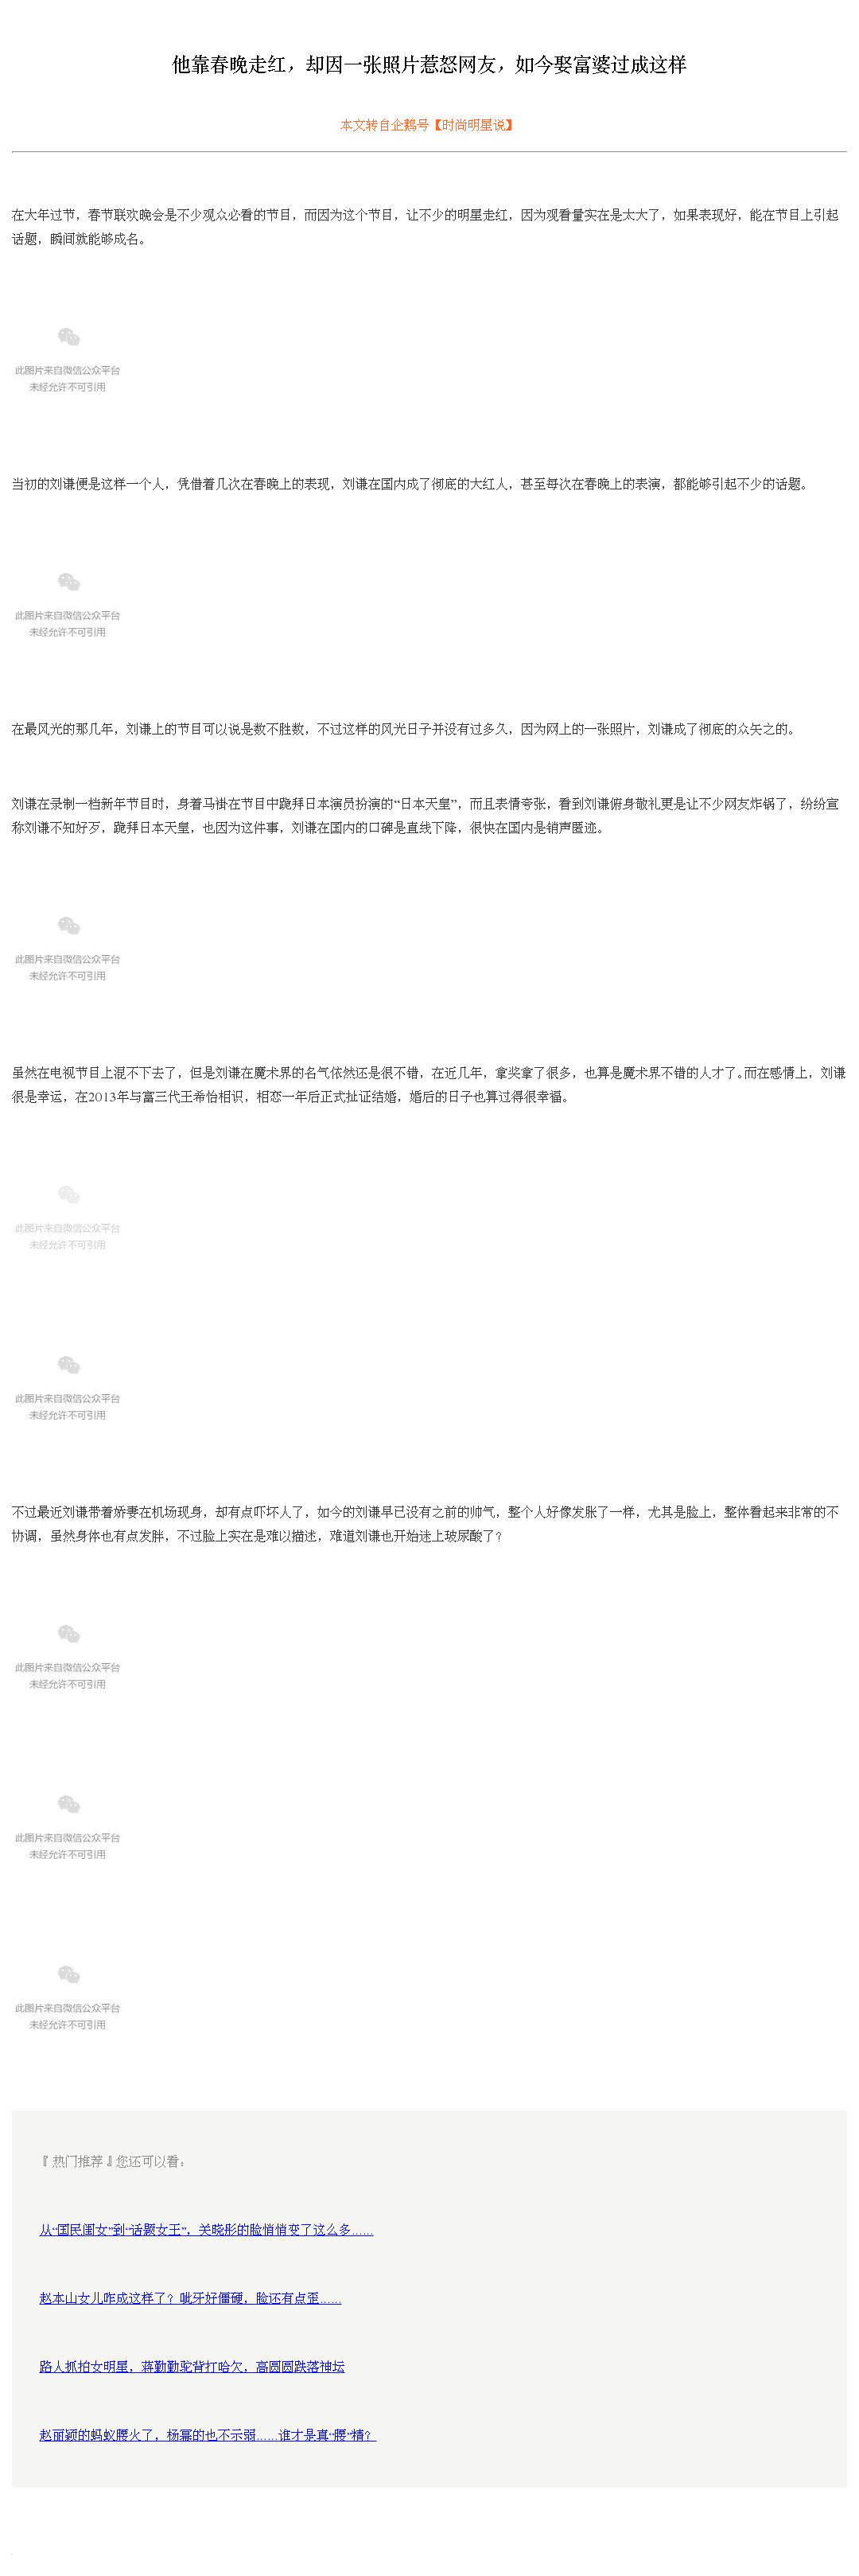 他靠春晚走红，却因一张照片惹怒网友，如今娶富婆过成这样
本文转自企鹅号【时尚明星说】
在大年过节，春节联欢晚会是不少观众必看的节目，而因为这个节目，让不少的明星走红，因为观看量实在是太大了，如果表现好，能在节目上引起
话题，瞬间就能够成名。
此图片来自微信公众平台
未经允许不可引用
当初的刘谦便是这样一个人，凭借着几次在春晚上的表现，刘谦在国内成了彻底的大红人，甚至每次在春晚上的表演，都能够引起不少的话题。
此图片来自微信公众平台
未经允许不可引用
在最风光的那几年，刘谦上的节目可以说是数不胜数，不过这样的风光日子并没有过多久，因为网上的一张照片，刘谦成了彻底的众矢之的。
刘谦在录制一档新年节目时，身着马褂在节目中跪拜日本演员扮演的“日本天皇”，而且表情夸张，看到刘谦俯身敬礼更是让不少网友炸锅了，纷纷宣
称刘谦不知好歹，跪拜日本天皇，也因为这件事，刘谦在国内的口碑是直线下降，很快在国内是销声匿迹。
此图片来自微信公众平台
未经允许不可引用
虽然在电视节目上混不下去了，但是刘谦在魔术界的名气依然还是很不错，在近几年，拿奖拿了很多，也算是魔术界不错的人才了。而在感情上，刘谦
很是幸运，在2013年与富三代王希怡相识，相恋一年后正式扯证结婚，婚后的日子也算过得很幸福。
此图片来自微信公众平台
未经允许不可引用
此图片来自微信公众平台
未经允许不可引用
不过最近刘谦带着娇妻在机场现身，却有点吓坏人了，如今的刘谦早已没有之前的帅气，整个人好像发胀了一样，尤其是脸上，整体看起来非常的不
协调，虽然身体也有点发胖，不过脸上实在是难以描述，难道刘谦也开始迷上玻尿酸了？
此图片来自微信公众平台
未经允许不可引用
此图片来自微信公众平台
未经允许不可引用
此图片来自微信公众平台
未经允许不可引用
『 热门推荐 』您还可以看：
从“国民闺女”到“话题女王”，关晓彤的脸悄悄变了这么多……
赵本山女儿咋成这样了？呲牙好僵硬，脸还有点歪……
路人抓拍女明星，蒋勤勤驼背打哈欠，高圆圆跌落神坛
赵丽颖的蚂蚁腰火了，杨幂的也不示弱……谁才是真“腰”精？